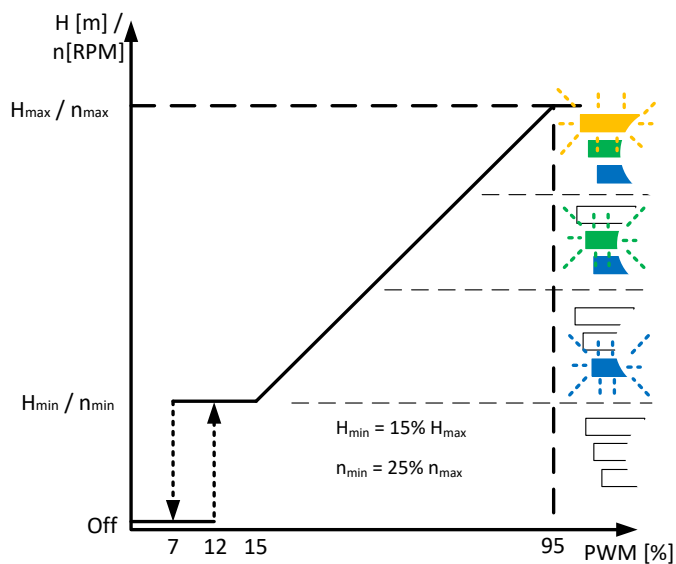 H [m] /
n[RPM]
Hmax / nmax
Hmin / nmin
Hmin = 15% Hmax
nmin = 25% nmax
Off
7 12 15 95 PWM [%]